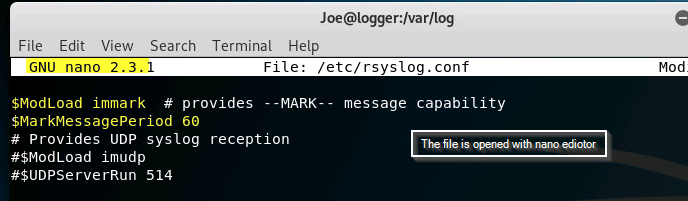 Joe@logger:/var/log
File Edit View Search Terminal Help
GNU nano 2.3.1 File: /etc/rsyslog.conf Mod
$ModLoad immark # provides --MARK-- message capability
$MarkMessagePeriod 60
# Provides UDP syslog reception
#$ModLoad imudp
#$UDPServerRun 514
The file is opened with nano ediotor